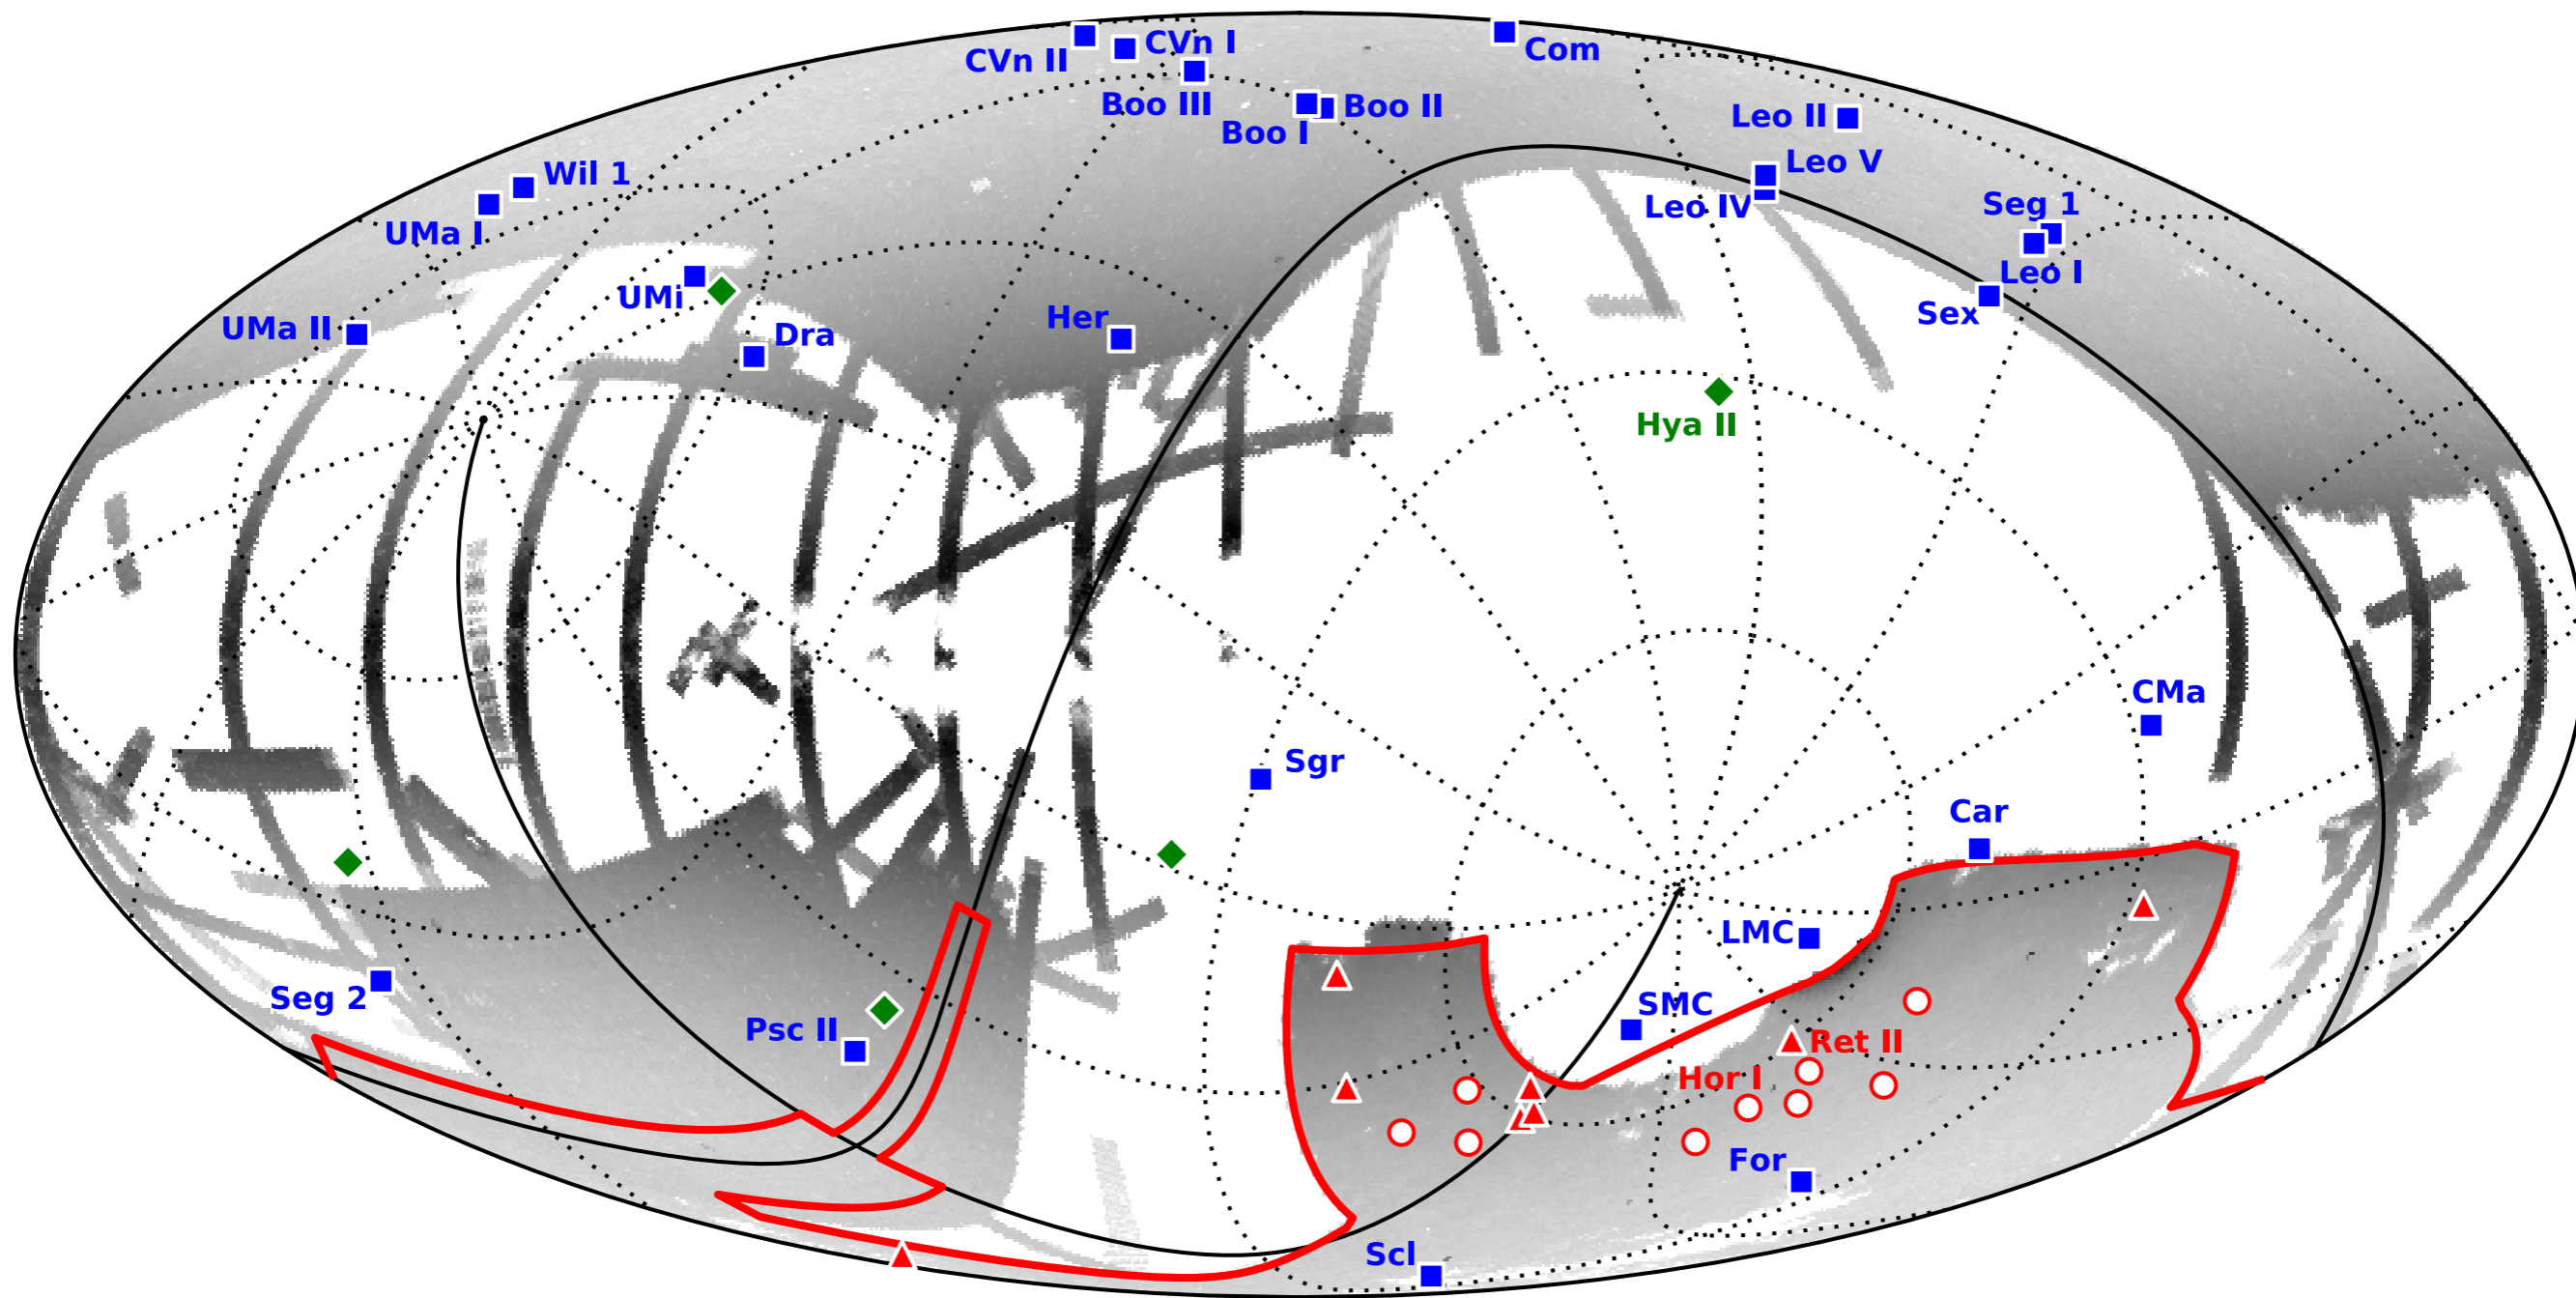 CVn II
CVn I
Com
Boo III
Boo I
Boo II
Leo II
Leo V
Wil 1
UMa I
Leo IV
Seg 1
Leo I
UMi
Sex
UMa II
Dra
Her
Hya II
CMa
Sgr
Car
LMC
Seg 2
SMC
Psc II
Ret II
Hor I
For
Scl